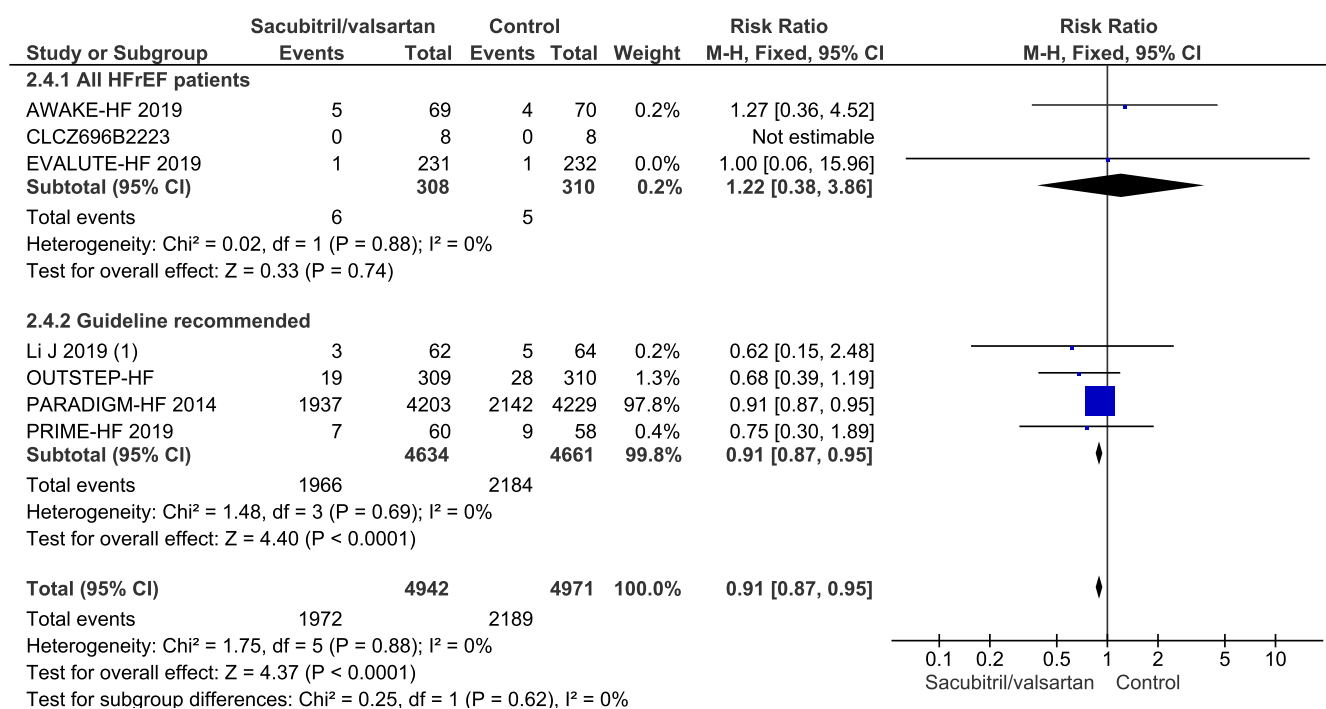 Sacubitril/valsartan Control Risk Ratio Risk Ratio
Study or Subgroup Events Total Events Total Weight M-H, Fixed, 95% CI M-H, Fixed, 95% CI
2.4.1 All HFrEF patients
AWAKE-HF 2019 5 69 4 70 0.2% 1.27 [0.36, 4.52]
CLCZ696B2223 0 8 0 8 Not estimable
EVALUTE-HF 2019 1 231 1 232 0.0% 1.00 [0.06, 15.96]
Subtotal (95% CI) 308 310 0.2% 1.22 [0.38, 3.86]
Total events 6 5
Heterogeneity: Chi² = 0.02, df = 1 (P = 0.88); I² = 0%
Test for overall effect: Z = 0.33 (P = 0.74)
2.4.2 Guideline recommended
Li J 2019 (1) 3 62 5 64 0.2% 0.62 [0.15, 2.48]
OUTSTEP-HF 19 309 28 310 1.3% 0.68 [0.39, 1.19]
PARADIGM-HF 2014 1937 4203 2142 4229 97.8% 0.91 [0.87, 0.95]
PRIME-HF 2019 7 60 9 58 0.4% 0.75 [0.30, 1.89]
Subtotal (95% CI) 4634 4661 99.8% 0.91 [0.87, 0.95]
Total events 1966 2184
Heterogeneity: Chi² = 1.48, df = 3 (P = 0.69); I² = 0%
Test for overall effect: Z = 4.40 (P < 0.0001)
Total (95% CI) 4942 4971 100.0% 0.91 [0.87, 0.95]
Total events 1972 2189
Heterogeneity: Chi² = 1.75, df = 5 (P = 0.88); I² = 0%
Test for overall effect: Z = 4.37 (P < 0.0001)
Test for subgroup differences: Chi² = 0.25, df = 1 (P = 0.62), I² = 0%
0.1 0.2 0.5 1 2 5 10
Sacubitril/valsartan Control